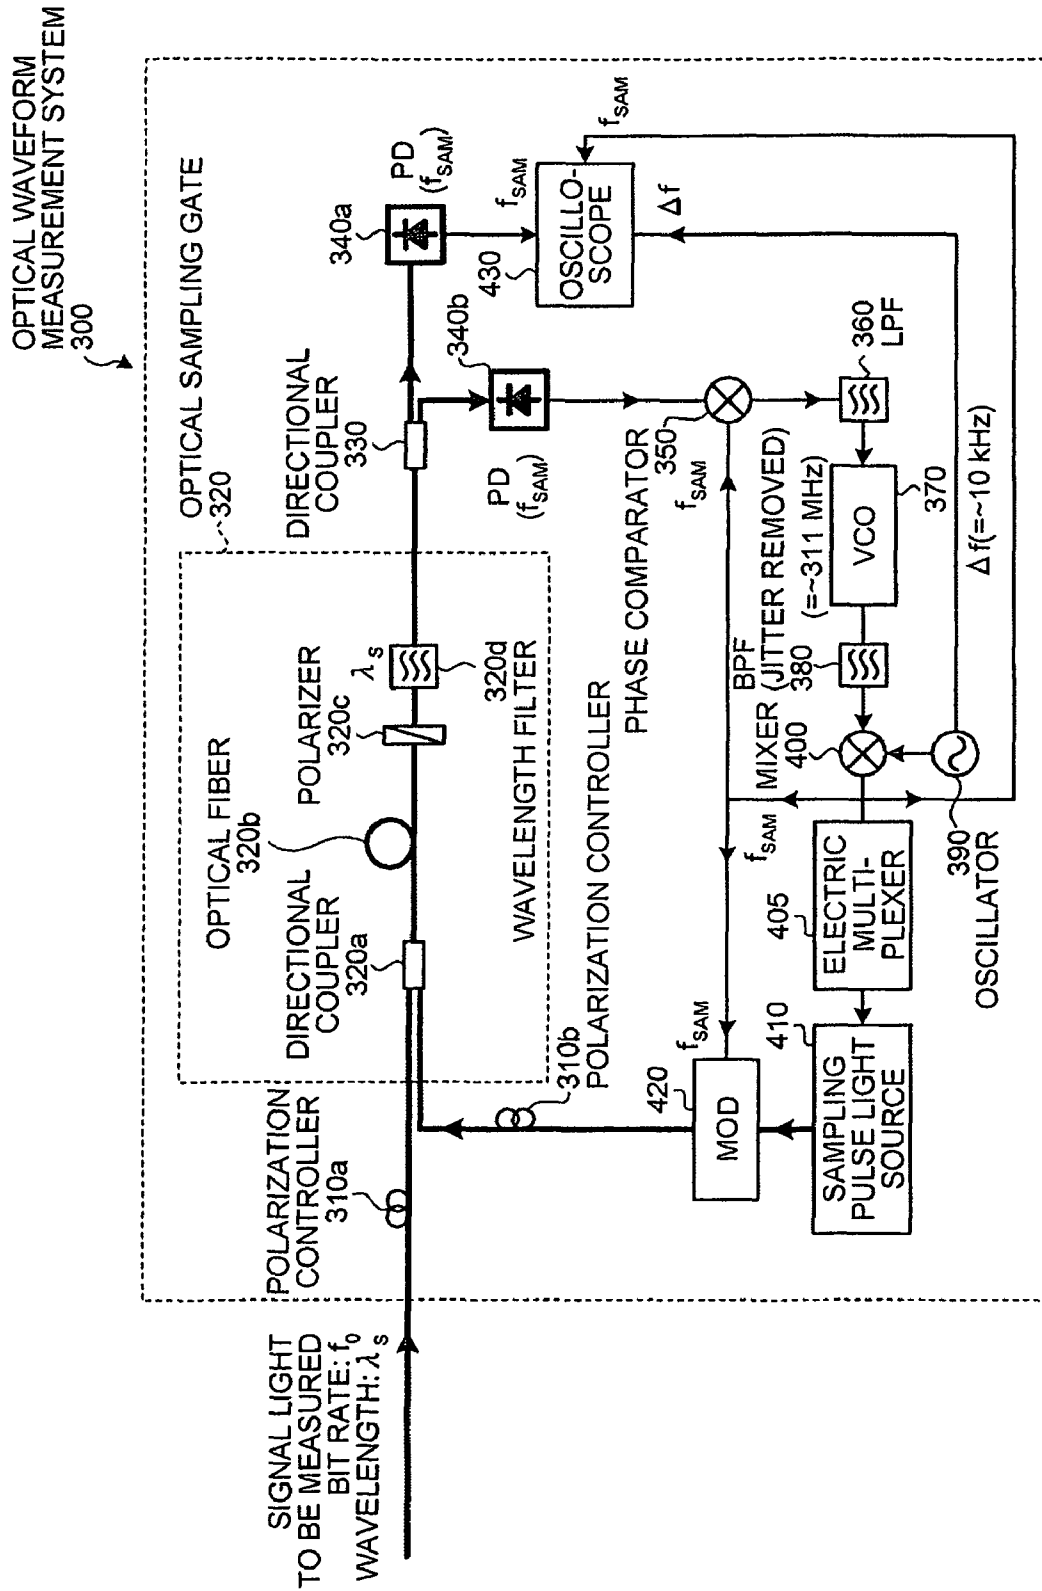 OPTICAL WAVEFORM
MEASUREMENT SYSTEM
300
OPTICAL SAMPLING GATE
320
SIGNAL LIGHT
TO BE MEASURED
BIT RATE: f0
WAVELENGTH: λs
POLARIZATION
CONTROLLER
310a
OPTICAL FIBER
320b
DIRECTIONAL
COUPLER
320a
POLARIZER
320c
λs
320d
WAVELENGTH FILTER
DIRECTIONAL
COUPLER
330
340a
PD
(fSAM)
340b
PD
(fSAM)
fSAM
430
OSCILLO-
SCOPE
fSAM
Δf
310b
POLARIZATION CONTROLLER
PHASE COMPARATOR
350
fSAM
360
LPF
BPF
(JITTER REMOVED)
(=~311 MHz)
380
VCO
370
MIXER
400
fSAM
fSAM
420
MOD
410
SAMPLING
PULSE LIGHT
SOURCE
405
ELECTRIC
MULTI-
PLEXER
390
OSCILLATOR
Δf(=~10 kHz)